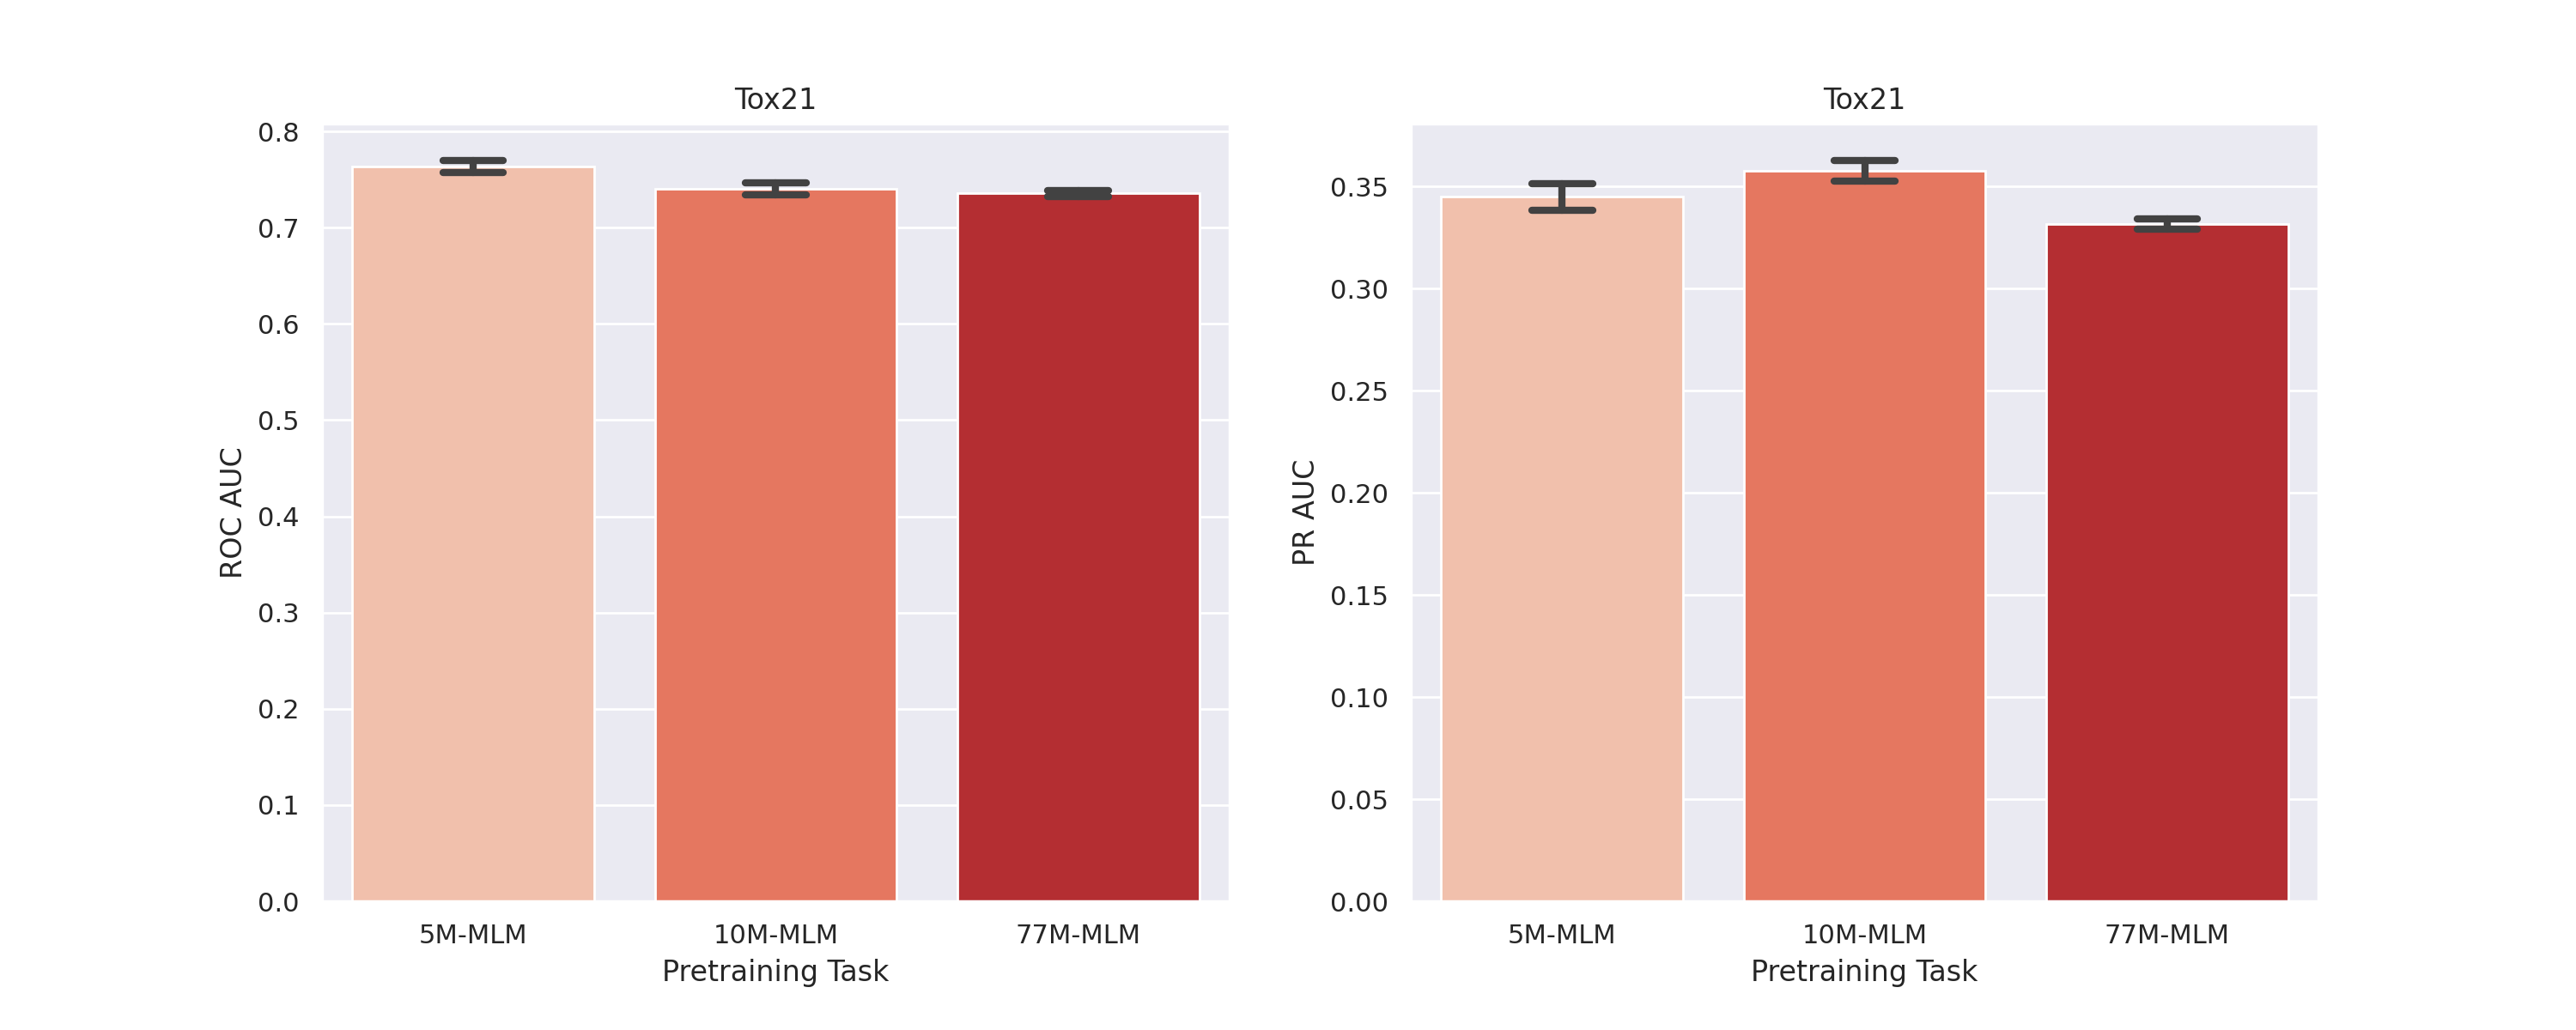 Tox21
0.8
0.7
0.6
0.5
0.4
0.3
0.2
0.1
0.0
ROC AUC
5M-MLM
10M-MLM
77M-MLM
Pretraining Task
Tox21
0.35
0.30
0.25
0.20
0.15
0.10
0.05
0.00
PR AUC
5M-MLM
10M-MLM
77M-MLM
Pretraining Task